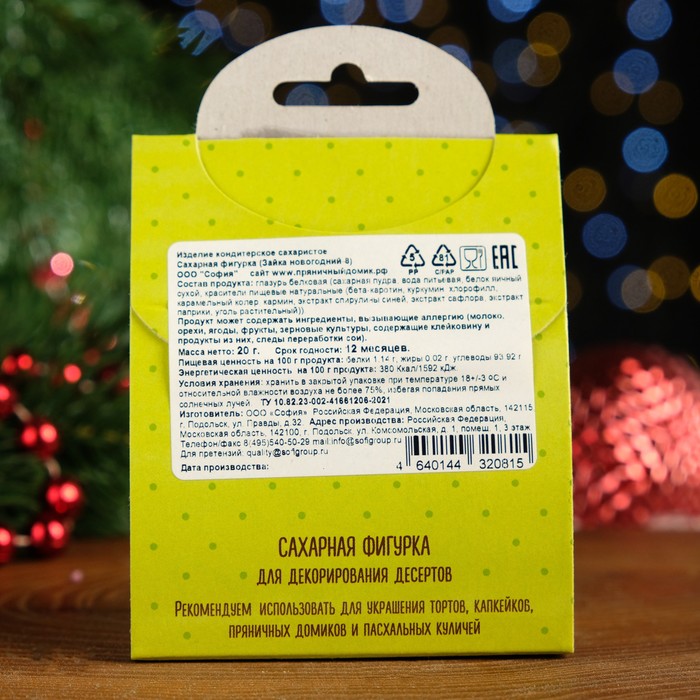 Изделие кондитерское сахаристое
Сахарная фигурка (Зайка новогодний-8)
ООО "София" сайт www.пряничныйдомик.рф
5 PP
81 C/PAP
EAC
Состав продукта: глазурь белковая (сахарная пудра, вода питьевая, белок яичный
сухой, красители пищевые натуральные (бета-каротин, куркумин, хлорофилл,
карамельный колер, кармин, экстракт спирулины синей, экстракт сафлора, экстракт
паприки, уголь растительный))
Продукт может содержать ингредиенты, вызывающие аллергию (молоко,
орехи, ягоды, фрукты, зерновые культуры, содержащие клейковину и
продукты из них, следы переработки сои).
Масса нетто: 20 г. Срок годности: 12 месяцев.
Пищевая ценность на 100 г продукта: белки 1.14 г, жиры 0.02 г, углеводы 93.92 г
Энергетическая ценность на 100 г продукта: 380 Ккал/1592 кДж.
Условия хранения: хранить в закрытой упаковке при температуре 18+/-3 ºС и
относительной влажности воздуха не более 75%, избегая попадания прямых
солнечных лучей. ТУ 10.82.23-002-41661206-2021
Изготовитель: ООО «София» Российская Федерация, Московская область, 142115
г. Подольск, ул. Правды, д.32. Адрес производства: Российская Федерация,
Московская область, 142100, г. Подольск, ул. Комсомольская, д. 1, помещ. 1, 3 этаж
Телефон/факс 8(495)540-50-29 mail:info@sofigroup.ru
Для претензий: quality@sofigroup.ru
Дата производства:
4 640144 320815
САХАРНАЯ ФИГУРКА
ДЛЯ ДЕКОРИРОВАНИЯ ДЕСЕРТОВ
РЕКОМЕНДУЕМ ИСПОЛЬЗОВАТЬ ДЛЯ УКРАШЕНИЯ ТОРТОВ, КАПКЕЙКОВ,
ПРЯНИЧНЫХ ДОМИКОВ И ПАСХАЛЬНЫХ КУЛИЧЕЙ